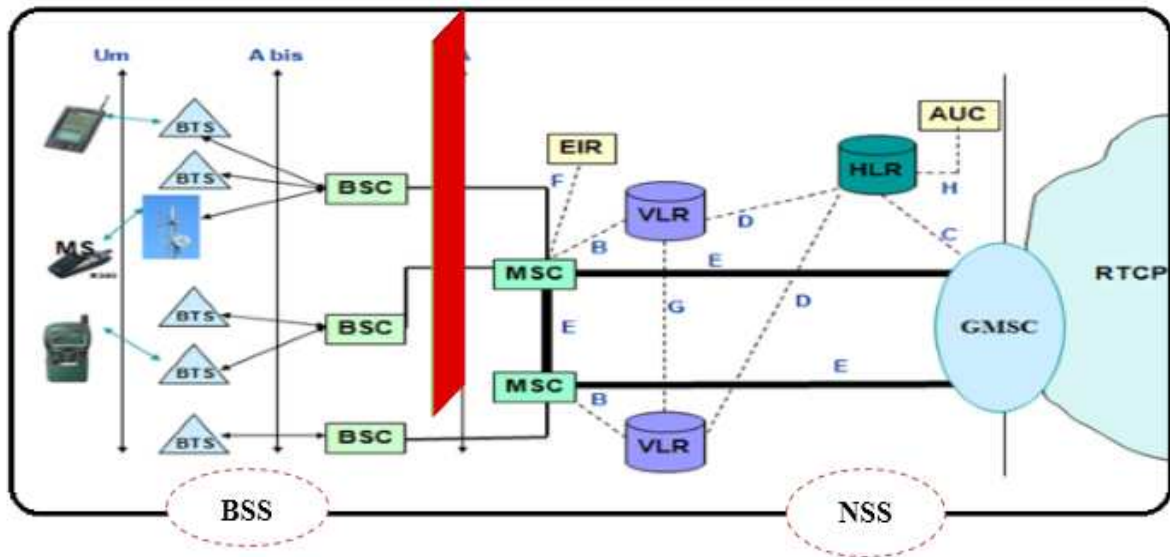 Um
A bis
A
BTS
BTS
BTS
BTS
BTS
MS
BSC
BSC
BSC
EIR
F
VLR
B
D
HLR
AUC
H
C
MSC
E
G
D
E
MSC
B
E
VLR
GMSC
RTCP
BSS
NSS